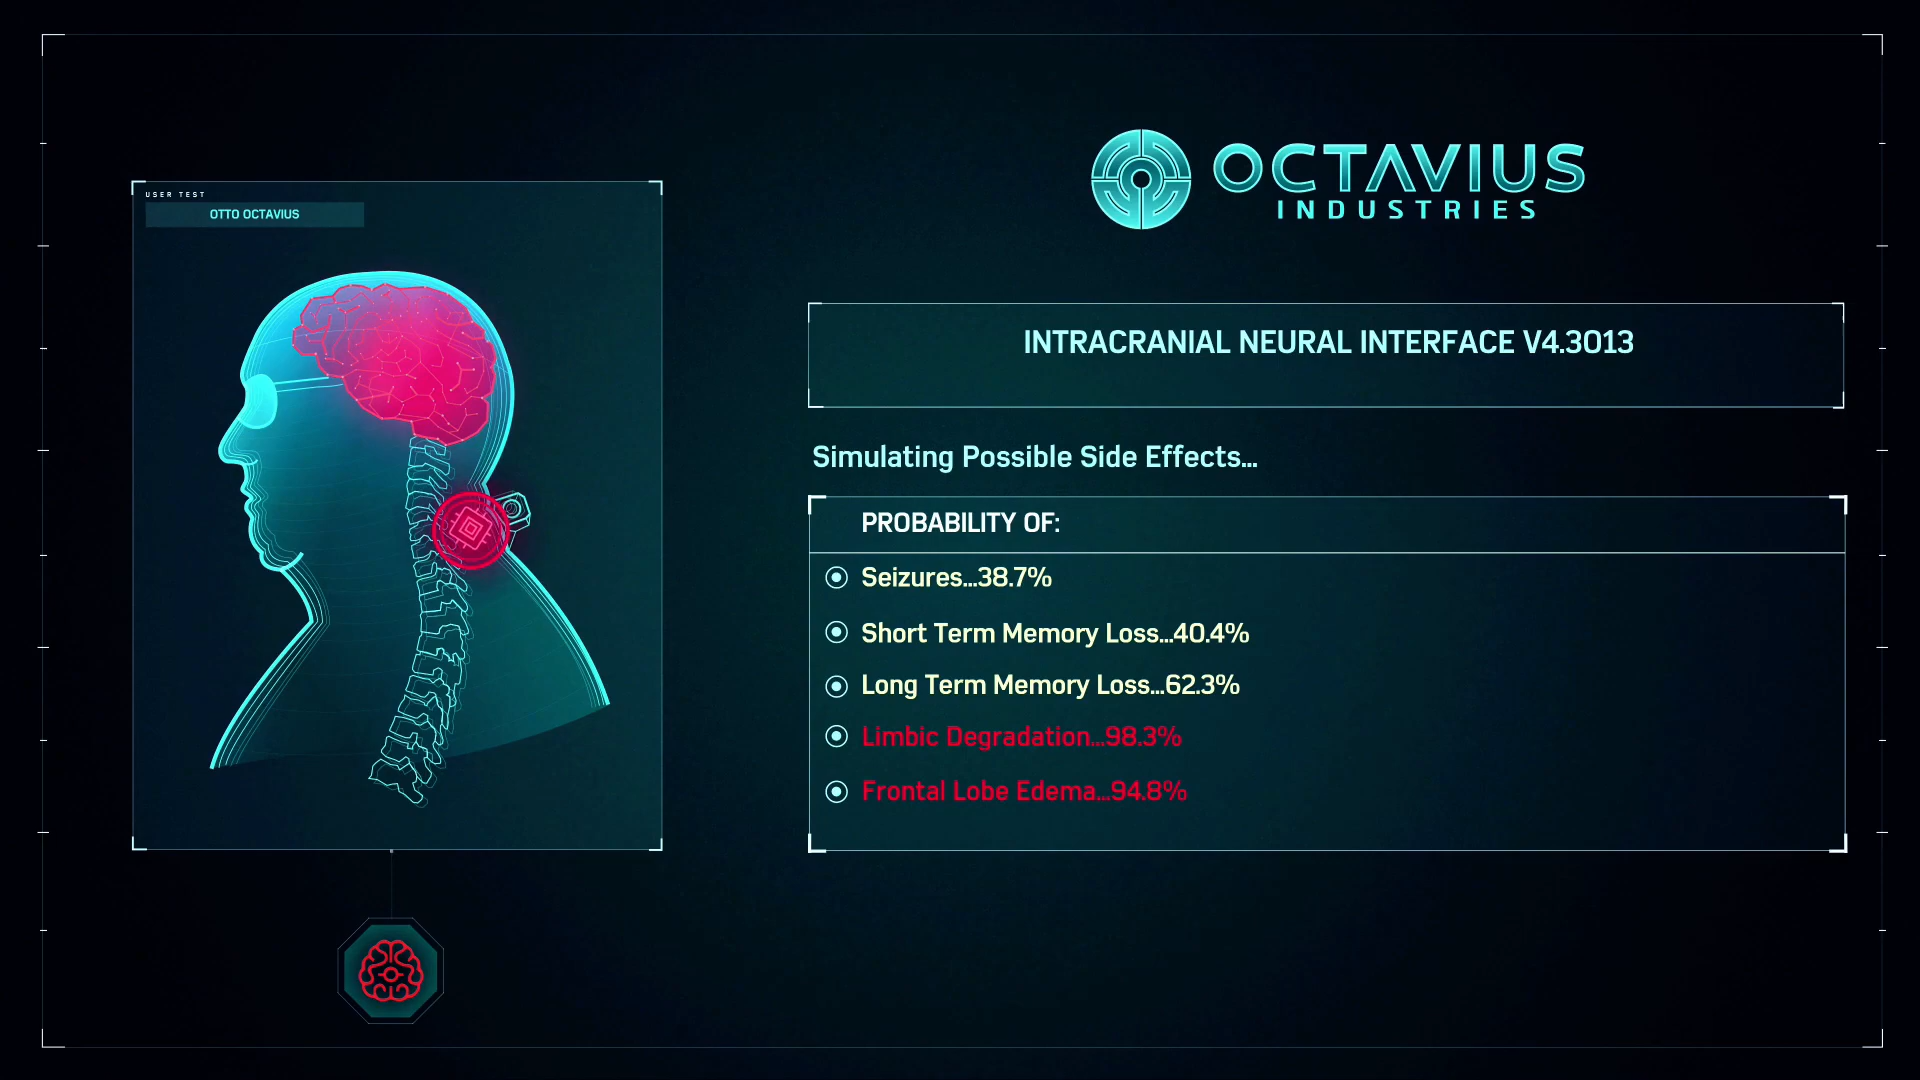 USER TEST
OTTO OCTAVIUS
OCTAVIUS
INDUSTRIES
INTRACRANIAL NEURAL INTERFACE V4.3013
Simulating Possible Side Effects...
PROBABILITY OF:
Seizures...38.7%
Short Term Memory Loss...40.4%
Long Term Memory Loss...62.3%
Limbic Degradation...98.3%
Frontal Lobe Edema...94.8%